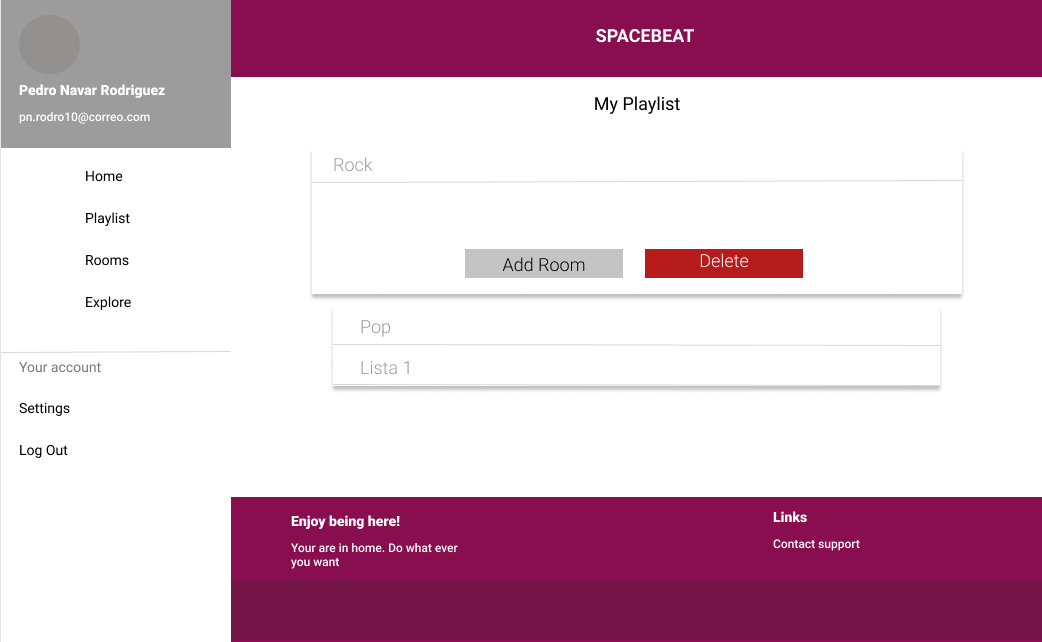 Pedro Navar Rodriguez
pn.rodro10@correo.com
Home
Playlist
Rooms
Explore
Your account
Settings
Log Out
SPACEBEAT
My Playlist
Rock
Add Room
Delete
Pop
Lista 1
Enjoy being here!
Your are in home. Do what ever
you want
Links
Contact support